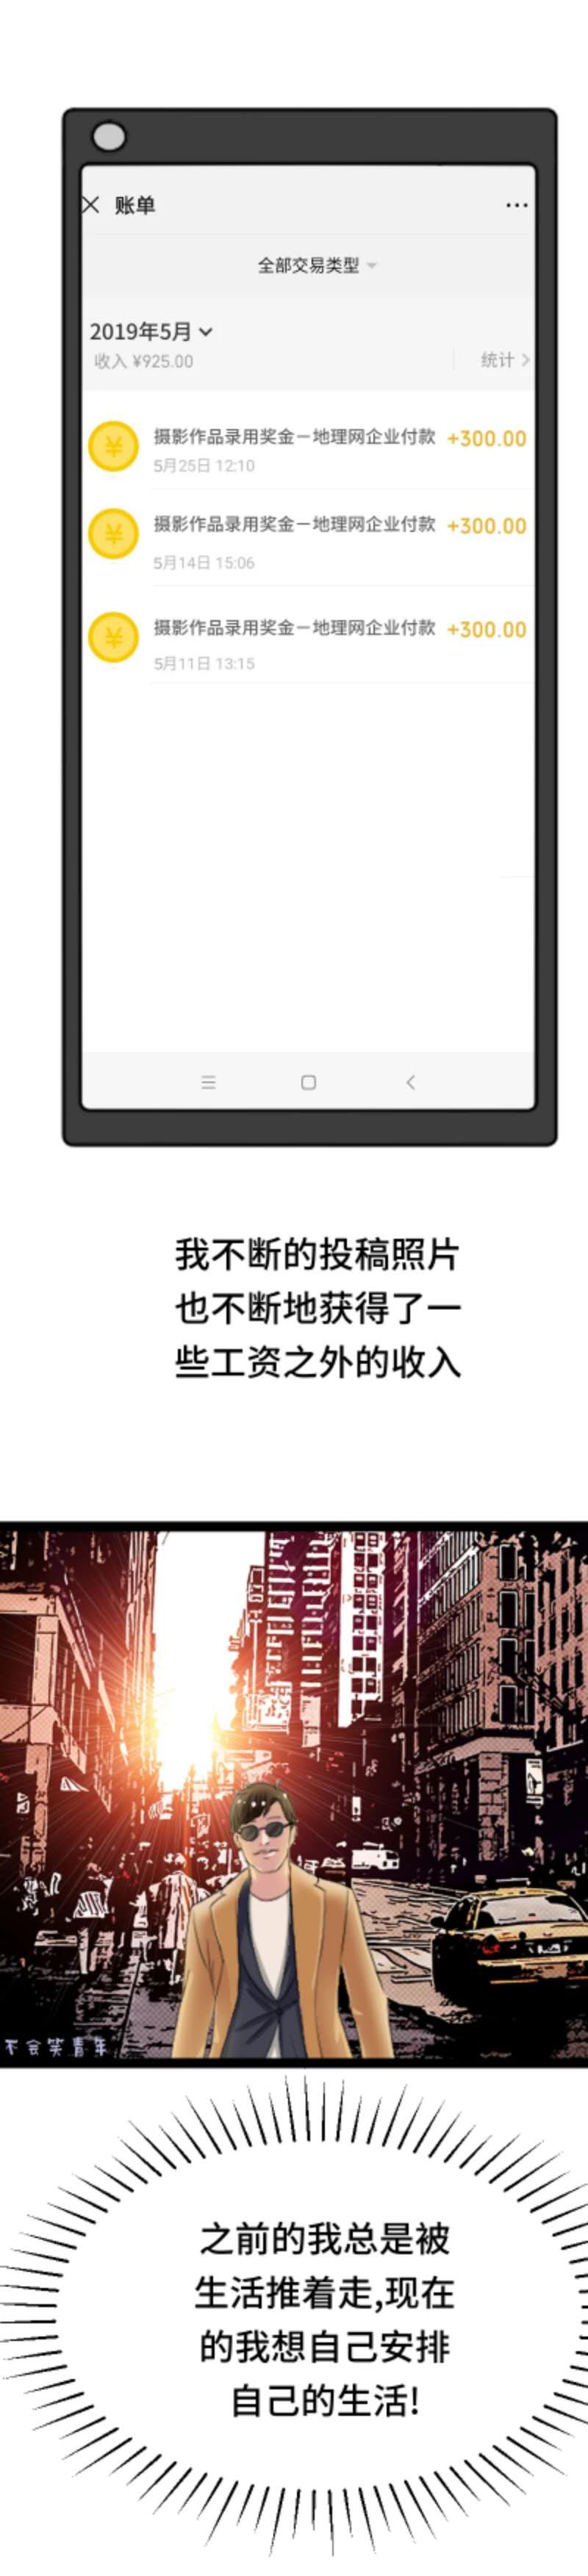 账单
全部交易类型
2019年5月
收入 ¥925.00
统计
摄影作品录用奖金－地理网企业付款 +300.00
5月25日 12:10
摄影作品录用奖金－地理网企业付款 +300.00
5月14日 15:06
摄影作品录用奖金－地理网企业付款 +300.00
5月11日 13:15
我不断的投稿照片
也不断地获得了一
些工资之外的收入
不会笑青年
之前的我总是被
生活推着走,现在
的我想自己安排
自己的生活!